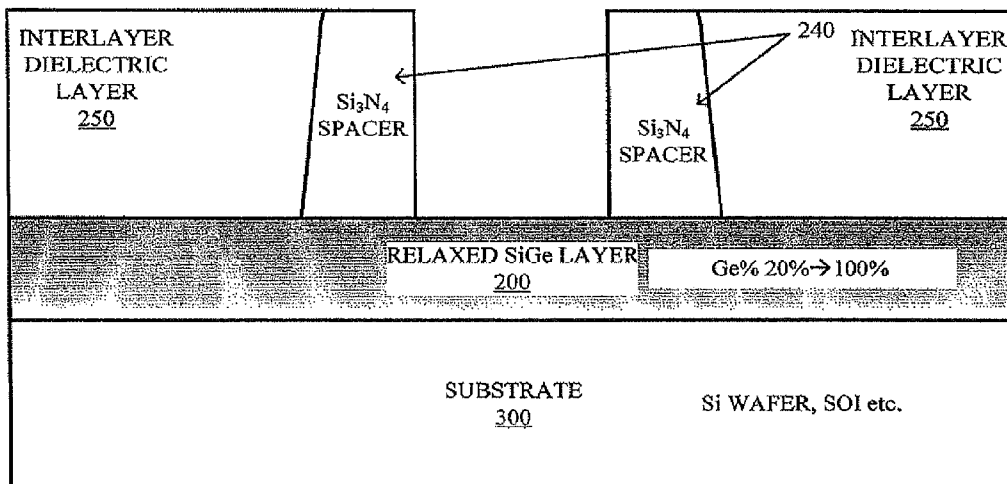 INTERLAYER
DIELECTRIC
LAYER
250
Si₃N₄
SPACER
240
Si₃N₄
SPACER
INTERLAYER
DIELECTRIC
LAYER
250
RELAXED SiGe LAYER
200
Ge% 20%→100%
SUBSTRATE
300
Si WAFER, SOI etc.